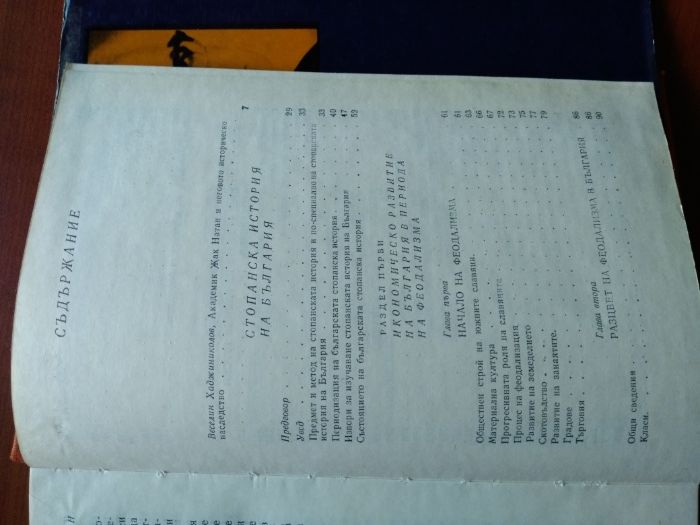 СЪДЪРЖАНИЕ
Веселин Хаджиниколов, Академик Жак Натан и неговото историческо
наследство 7
СТОПАНСКА ИСТОРИЯ
НА БЪЛГАРИЯ
Предговор 29
Увод 33
Предмет и метод на стопанската история и по-специално на стопанската
история на България 33
Периодизация на българската стопанска история 40
Извори за изучаване стопанската история на България 47
Състоянието на българската стопанска история 52
РАЗДЕЛ ПЪРВИ
ИКОНОМИЧЕСКО РАЗВИТИЕ
НА БЪЛГАРИЯ В ПЕРИОДА
НА ФЕОДАЛИЗМА
Глава първа 61
НАЧАЛО НА ФЕОДАЛИЗМА 61
Обществен строй на южните славяни 63
Материална култура 66
Прогресивната роля на славяните 67
Процес на феодализация 72
Развитие на земеделието 73
Скотовъдство 75
Развитие на занаятите 77
Градове 79
Търговия
Глава втора 86
РАЗЦВЕТ НА ФЕОДАЛИЗМА В БЪЛГАРИЯ 86
Общи сведения 86
Класи 90